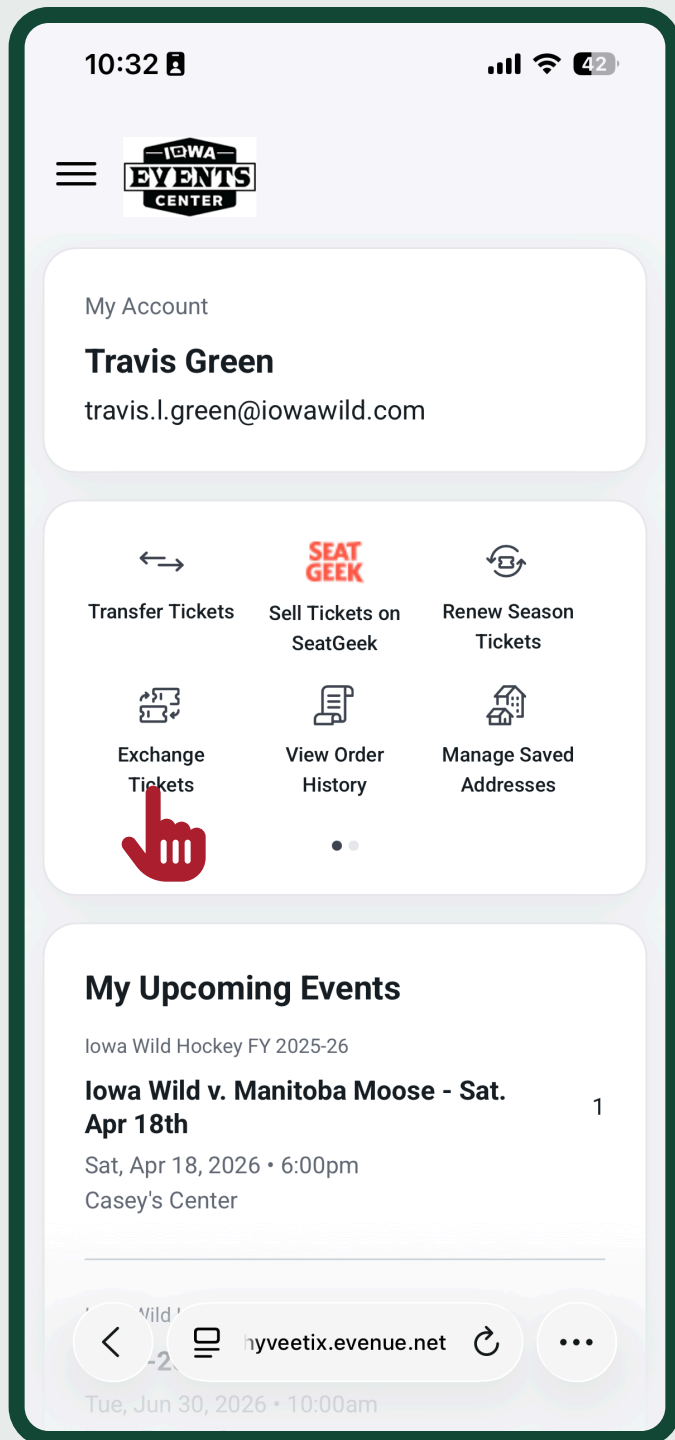 10:32
42
IOWA
EVENTS
CENTER
My Account
Travis Green
travis.l.green@iowawild.com
Transfer Tickets
SEAT
GEEK
Sell Tickets on
SeatGeek
Renew Season
Tickets
Exchange
Tickets
View Order
History
Manage Saved
Addresses
My Upcoming Events
Iowa Wild Hockey FY 2025-26
Iowa Wild v. Manitoba Moose - Sat.
Apr 18th
1
Sat, Apr 18, 2026 • 6:00pm
Casey's Center
Wild
hyveetix.evenue.net
Tue, Jun 30, 2026 • 10:00am